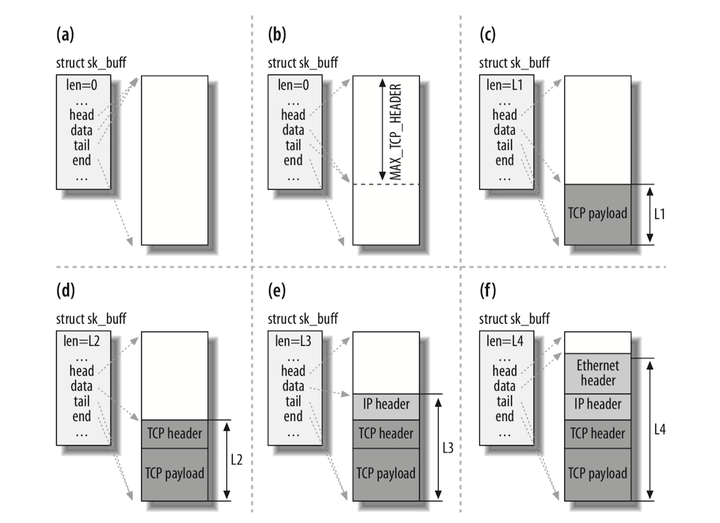 (a)
struct sk_buff
len=0
...
head
data
tail
end
...
(b)
struct sk_buff
len=0
...
head
data
tail
end
...
MAX_TCP_HEADER
(c)
struct sk_buff
len=L1
...
head
data
tail
end
...
TCP payload
L1
(d)
struct sk_buff
len=L2
...
head
data
tail
end
...
TCP header
TCP payload
L2
(e)
struct sk_buff
len=L3
...
head
data
tail
end
...
IP header
TCP header
TCP payload
L3
(f)
struct sk_buff
len=L4
...
head
data
tail
end
...
Ethernet
header
IP header
TCP header
TCP payload
L4